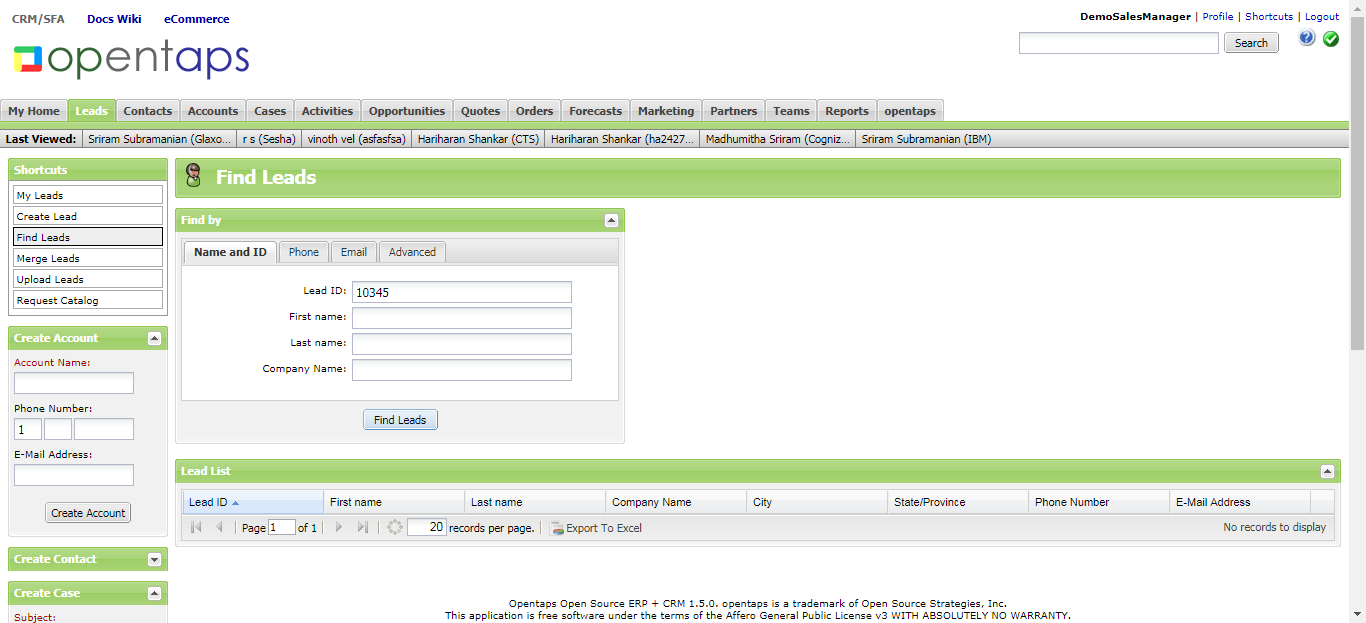 CRM/SFA Docs Wiki eCommerce
DemoSalesManager | Profile | Shortcuts | Logout
opentaps
Search
?
My Home Leads Contacts Accounts Cases Activities Opportunities Quotes Orders Forecasts Marketing Partners Teams Reports opentaps
Last Viewed: Sriram Subramanian (Glaxo... r s (Sesha) vinoth vel (asfasfsa) Hariharan Shankar (CTS) Hariharan Shankar (ha2427... Madhumitha Sriram (Cogniz... Sriram Subramanian (IBM)
Shortcuts
My Leads
Create Lead
Find Leads
Merge Leads
Upload Leads
Request Catalog
Create Account
Account Name:
Phone Number:
1
E-Mail Address:
Create Account
Create Contact
Create Case
Subject:
Find Leads
Find by
Name and ID Phone Email Advanced
Lead ID: 10345
First name:
Last name:
Company Name:
Find Leads
Lead List
Lead ID First name Last name Company Name City State/Province Phone Number E-Mail Address
Page 1 of 1 20 records per page. Export To Excel No records to display
Opentaps Open Source ERP + CRM 1.5.0. opentaps is a trademark of Open Source Strategies, Inc.
This application is free software under the terms of the Affero General Public License v3 WITH ABSOLUTELY NO WARRANTY.